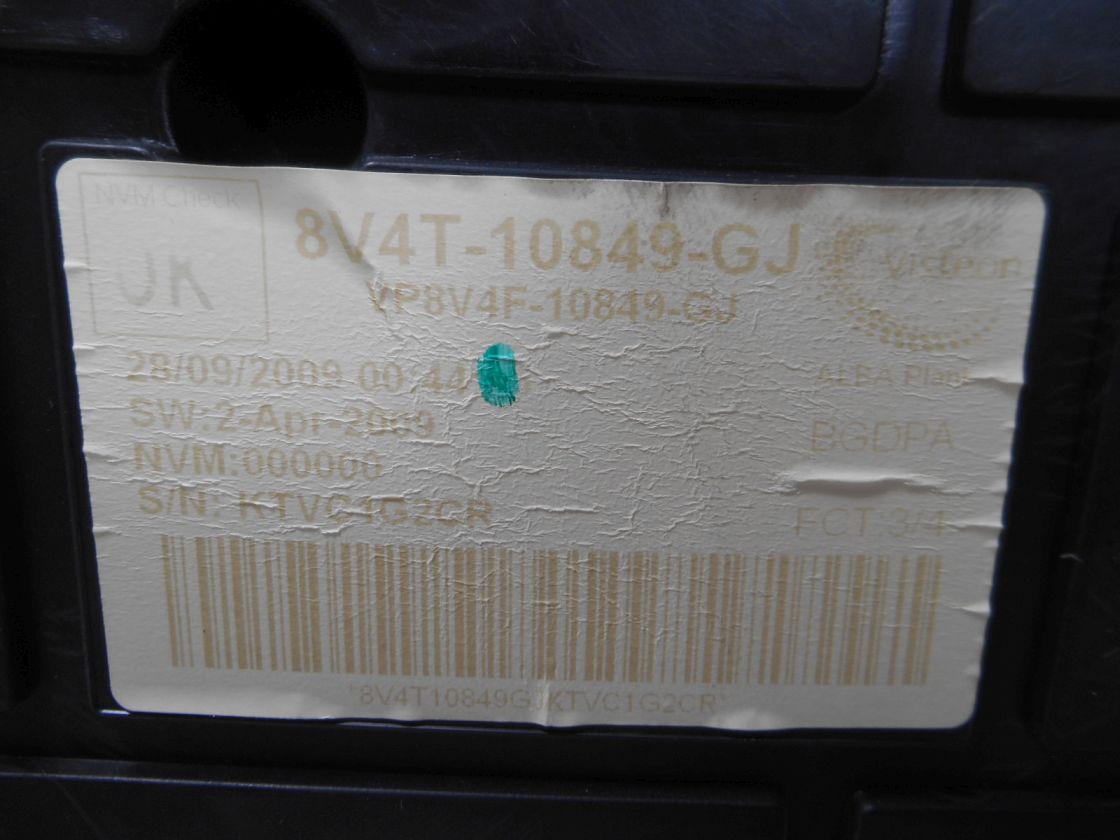 NVM Check
OK
8V4T-10849-GJ
VP8V4F-10849-GJ
Visteon
28/09/2009 00:44
ALBA Plant
SW:2-Apr-2009
BGDPA
NVM:000000
S/N: KTVC1G2CR
FCT:3/4
*8V4T10849GJKTVC1G2CR*